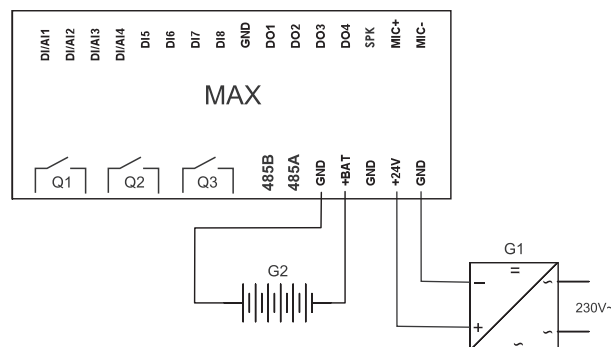 DI/AI1 DI/AI2 DI/AI3 DI/AI4 DI5 DI6 DI7 DI8 GND DO1 DO2 DO3 DO4 SPK MIC+ MIC-
MAX
Q1 Q2 Q3 485B 485A GND +BAT GND +24V GND
G1
G2
=
−
~
230V~
+
~
~